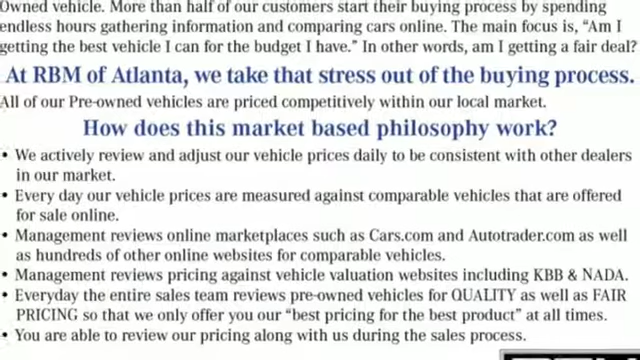 Owned vehicle. More than half of our customers start their buying process by spending
endless hours gathering information and comparing cars online. The main focus is, “Am I
getting the best vehicle I can for the budget I have.” In other words, am I getting a fair deal?
At RBM of Atlanta, we take that stress out of the buying process.
All of our Pre-owned vehicles are priced competitively within our local market.
How does this market based philosophy work?
• We actively review and adjust our vehicle prices daily to be consistent with other dealers
in our market.
• Every day our vehicle prices are measured against comparable vehicles that are offered
for sale online.
• Management reviews online marketplaces such as Cars.com and Autotrader.com as well
as hundreds of other online websites for comparable vehicles.
• Management reviews pricing against vehicle valuation websites including KBB & NADA.
• Everyday the entire sales team reviews pre-owned vehicles for QUALITY as well as FAIR
PRICING so that we only offer you our “best pricing for the best product” at all times.
• You are able to review our pricing along with us during the sales process.